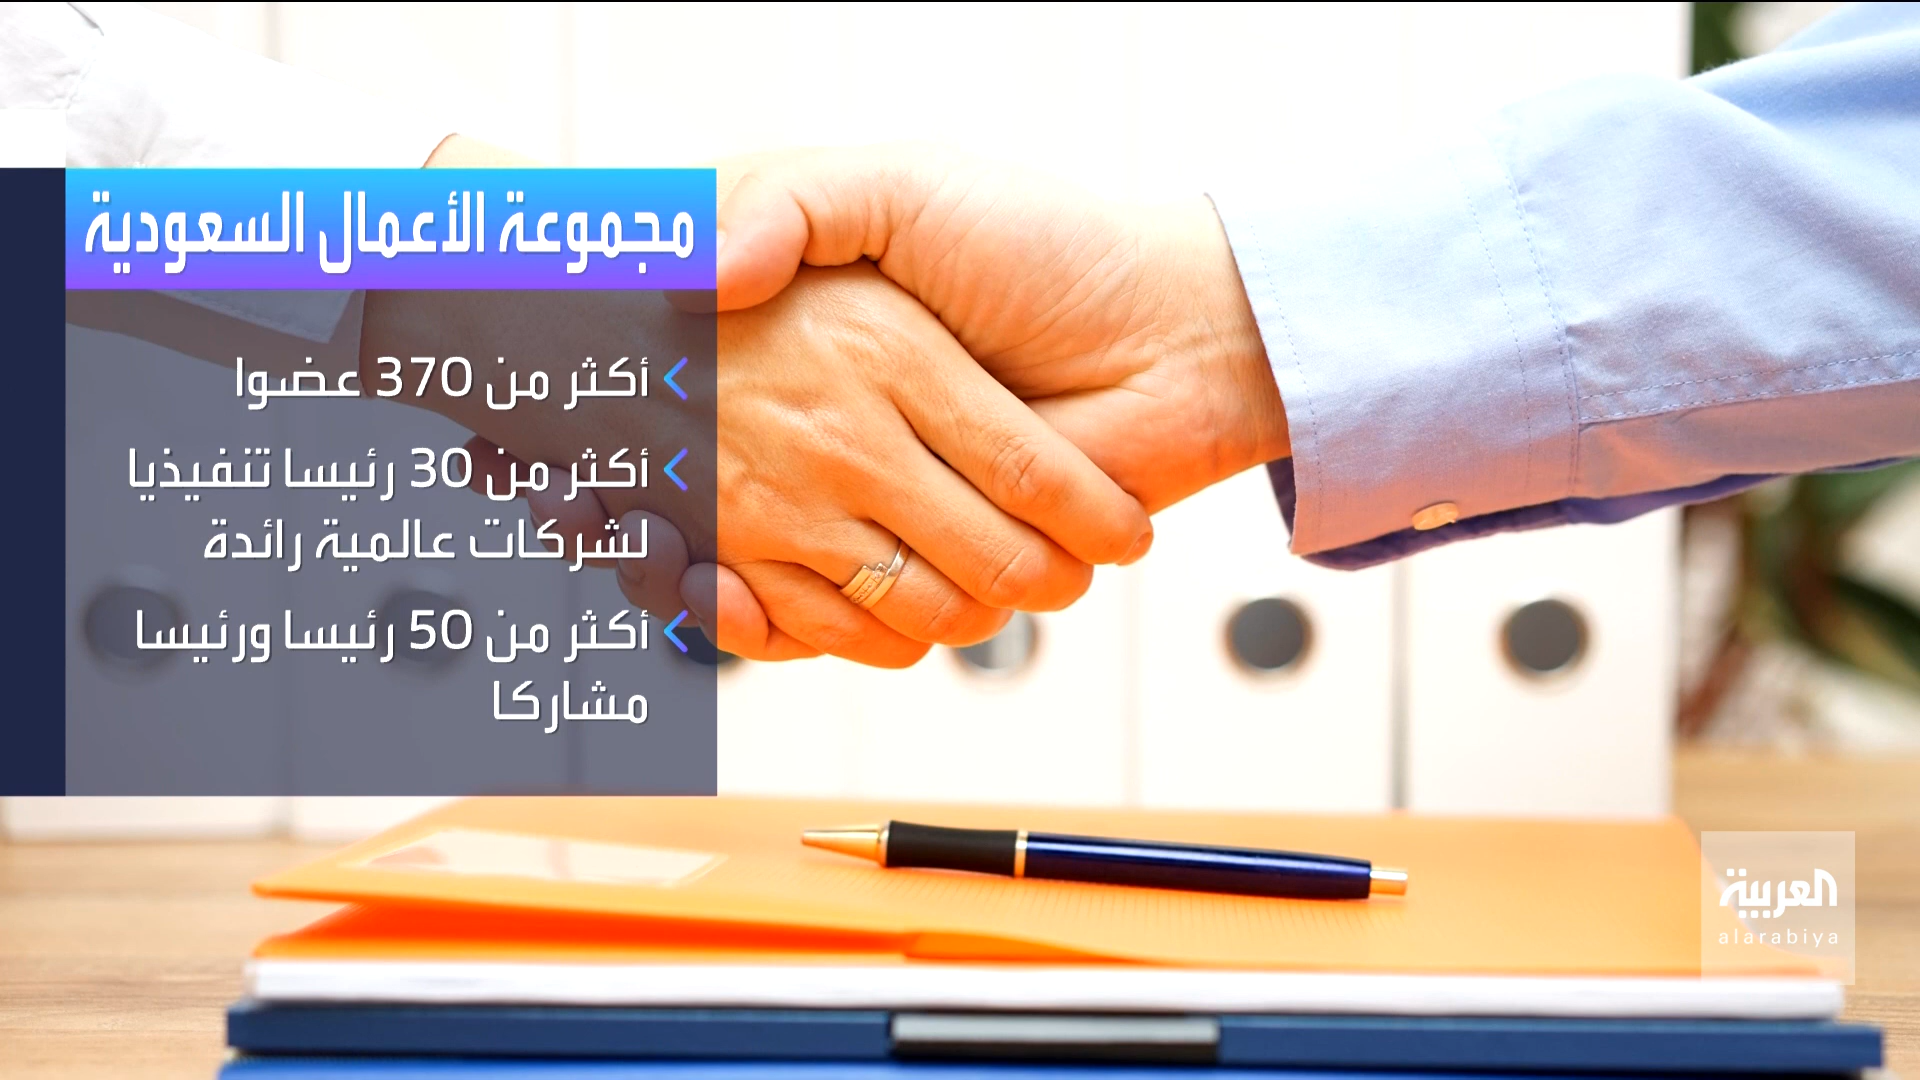 مجموعة الأعمال السعودية
أكثر من 370 عضوا
أكثر من 30 رئيسا تنفيذيا
لشركات عالمية رائدة
أكثر من 50 رئيسا ورئيسا
مشاركا
العربية
alarabiya